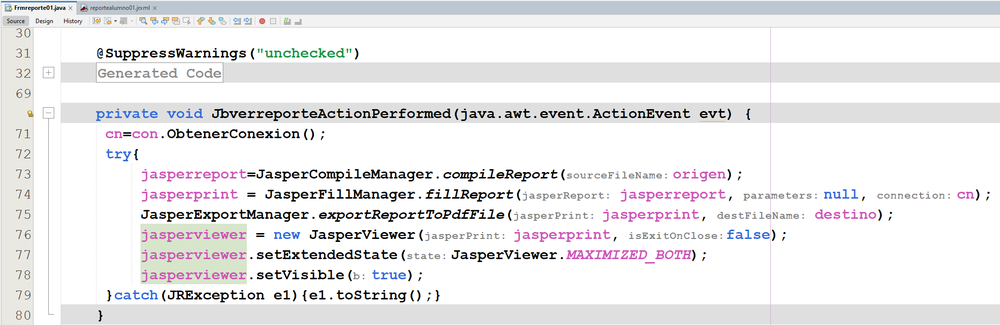 Frmreporte01.java reportealumno01.jrxml
Source Design History
30
31 @SuppressWarnings("unchecked")
32 Generated Code
69
private void JbverreporteActionPerformed(java.awt.event.ActionEvent evt) {
71 cn=con.ObtenerConexion();
72 try{
73 jasperreport=JasperCompileManager.compileReport(sourceFileName: origen);
74 jasperprint = JasperFillManager.fillReport(jasperReport: jasperreport, parameters: null, connection: cn);
75 JasperExportManager.exportReportToPdfFile(jasperPrint: jasperprint, destFileName: destino);
76 jasperviewer = new JasperViewer(jasperPrint: jasperprint, isExitOnClose: false);
77 jasperviewer.setExtendedState(state: JasperViewer.MAXIMIZED_BOTH);
78 jasperviewer.setVisible(b: true);
79 }catch(JRException e1){e1.toString();}
80 }